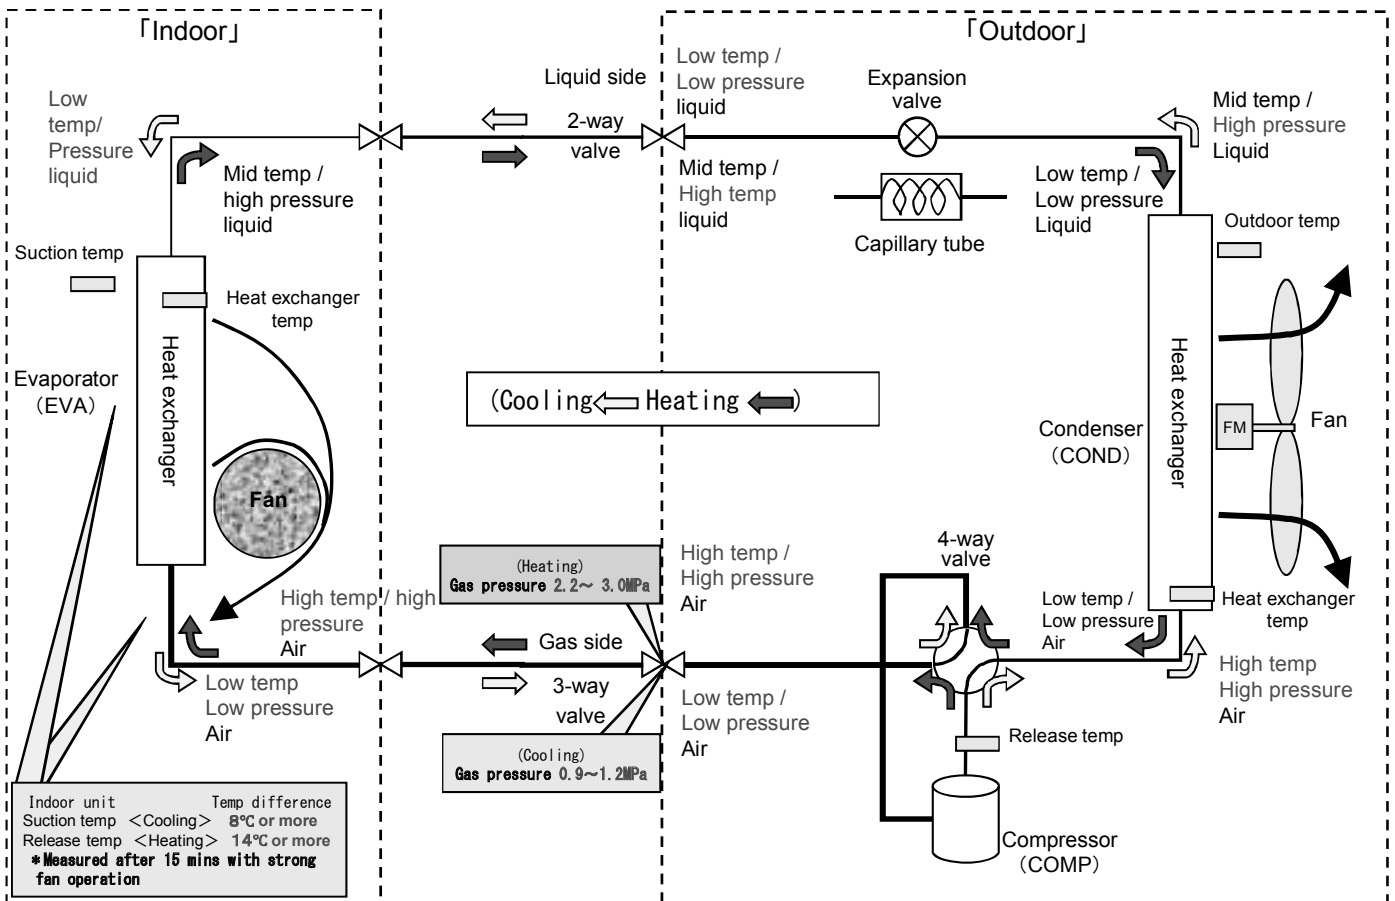 「Indoor」
「Outdoor」
Low
temp/
Pressure
liquid
Mid temp /
high pressure
liquid
Liquid side
2-way
valve
Low temp /
Low pressure
liquid
Mid temp /
High temp
liquid
Expansion
valve
Capillary tube
Mid temp /
High pressure
Liquid
Low temp /
Low pressure
Liquid
Suction temp
Heat exchanger
temp
Heat exchanger
Evaporator
（EVA）
Fan
(Cooling Heating )
Outdoor temp
Heat exchanger
Condenser
（COND）
FM
Fan
4-way
valve
Heat exchanger
temp
Low temp /
Low pressure
Air
High temp
High pressure
Air
(Heating)
Gas pressure 2.2～ 3.0MPa
High temp /
High pressure
Air
High temp / high
pressure
Air
Gas side
3-way
valve
Low temp
Low pressure
Air
Low temp /
Low pressure
Air
(Cooling)
Gas pressure 0.9～1.2MPa
Release temp
Compressor
（COMP）
Indoor unit Temp difference
Suction temp ＜Cooling＞ 8℃ or more
Release temp ＜Heating＞ 14℃ or more
*Measured after 15 mins with strong
fan operation